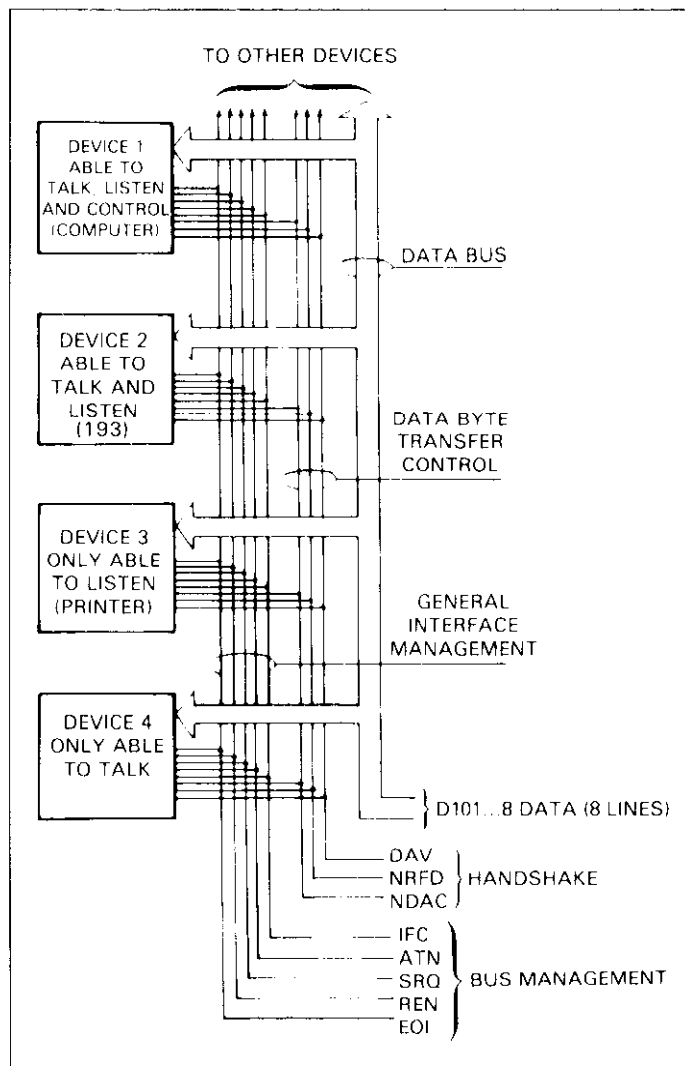 TO OTHER DEVICES
DEVICE 1
ABLE TO
TALK, LISTEN
AND CONTROL
(COMPUTER)
DATA BUS
DEVICE 2
ABLE TO
TALK AND
LISTEN
(193)
DATA BYTE
TRANSFER
CONTROL
DEVICE 3
ONLY ABLE
TO LISTEN
(PRINTER)
GENERAL
INTERFACE
MANAGEMENT
DEVICE 4
ONLY ABLE
TO TALK
D101...8 DATA (8 LINES)
DAV
NRFD
NDAC
HANDSHAKE
IFC
ATN
SRQ
REN
EOI
BUS MANAGEMENT